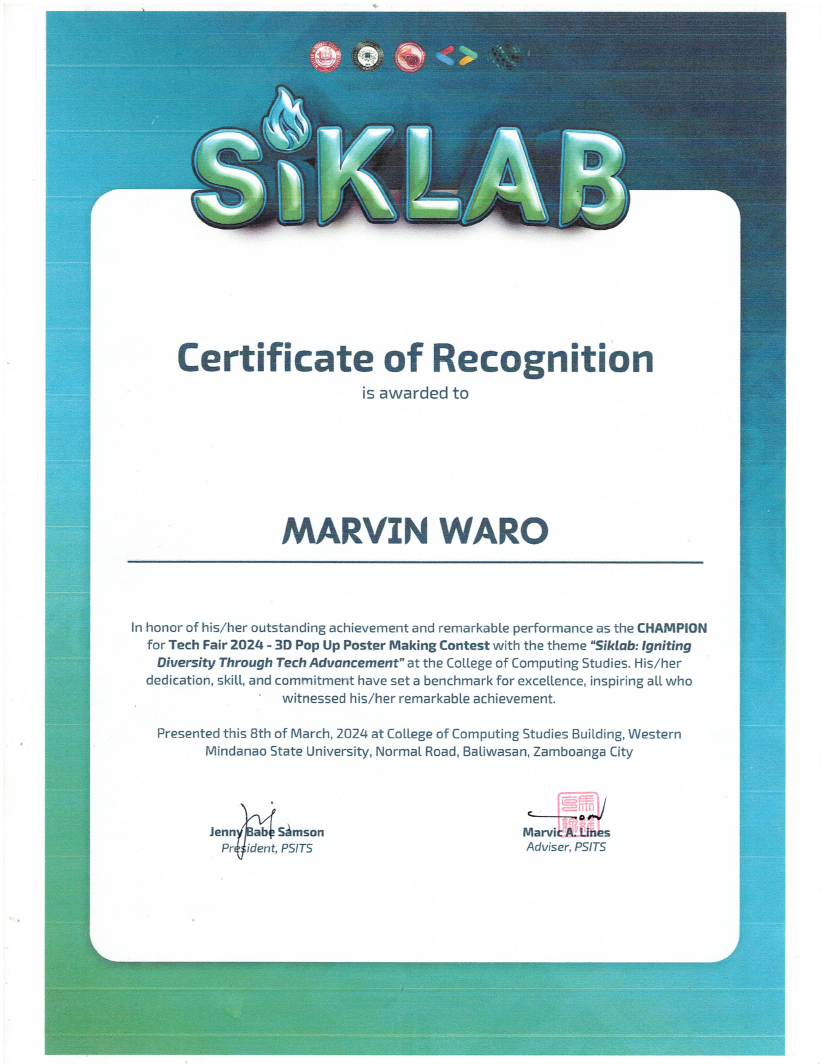 SiKLAB
Certificate of Recognition
is awarded to
MARVIN WARO
In honor of his/her outstanding achievement and remarkable performance as the CHAMPION
for Tech Fair 2024 - 3D Pop Up Poster Making Contest with the theme "Siklab: Igniting
Diversity Through Tech Advancement" at the College of Computing Studies. His/her
dedication, skill, and commitment have set a benchmark for excellence, inspiring all who
witnessed his/her remarkable achievement.
Presented this 8th of March, 2024 at College of Computing Studies Building, Western
Mindanao State University, Normal Road, Baliwasan, Zamboanga City
Jenny Babe Samson
President, PSITS
Marvic A. Lines
Adviser, PSITS